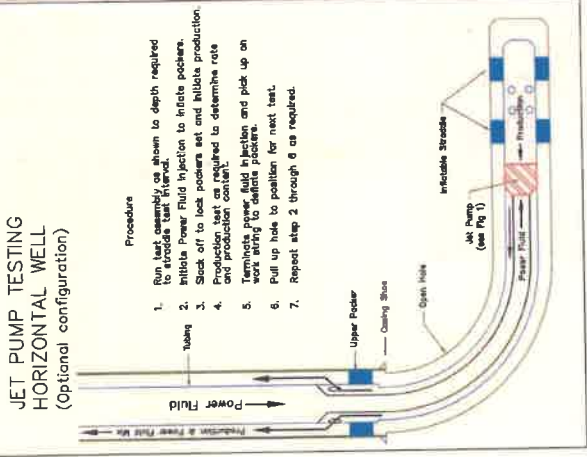 JET PUMP TESTING
HORIZONTAL WELL
(Optional configuration)
Procedure
1. Run test assembly as shown to depth required
to straddle test interval.
2. Initiate Power Fluid Injection to inflate packers.
3. Slack off to lock packers set and initiate production.
4. Production test as required to determine rate
and production content.
5. Terminate power fluid injection and pick up on
work string to deflate packers.
6. Pull up hole to position for next test.
7. Repeat step 2 through 6 as required.
Tubing
Power Fluid
Production & Power Fluid Mix
Upper Packer
Casing Shoe
Open Hole
Inflatable Straddle
Jet Pump
(see Fig 1)
Production
Power Fluid